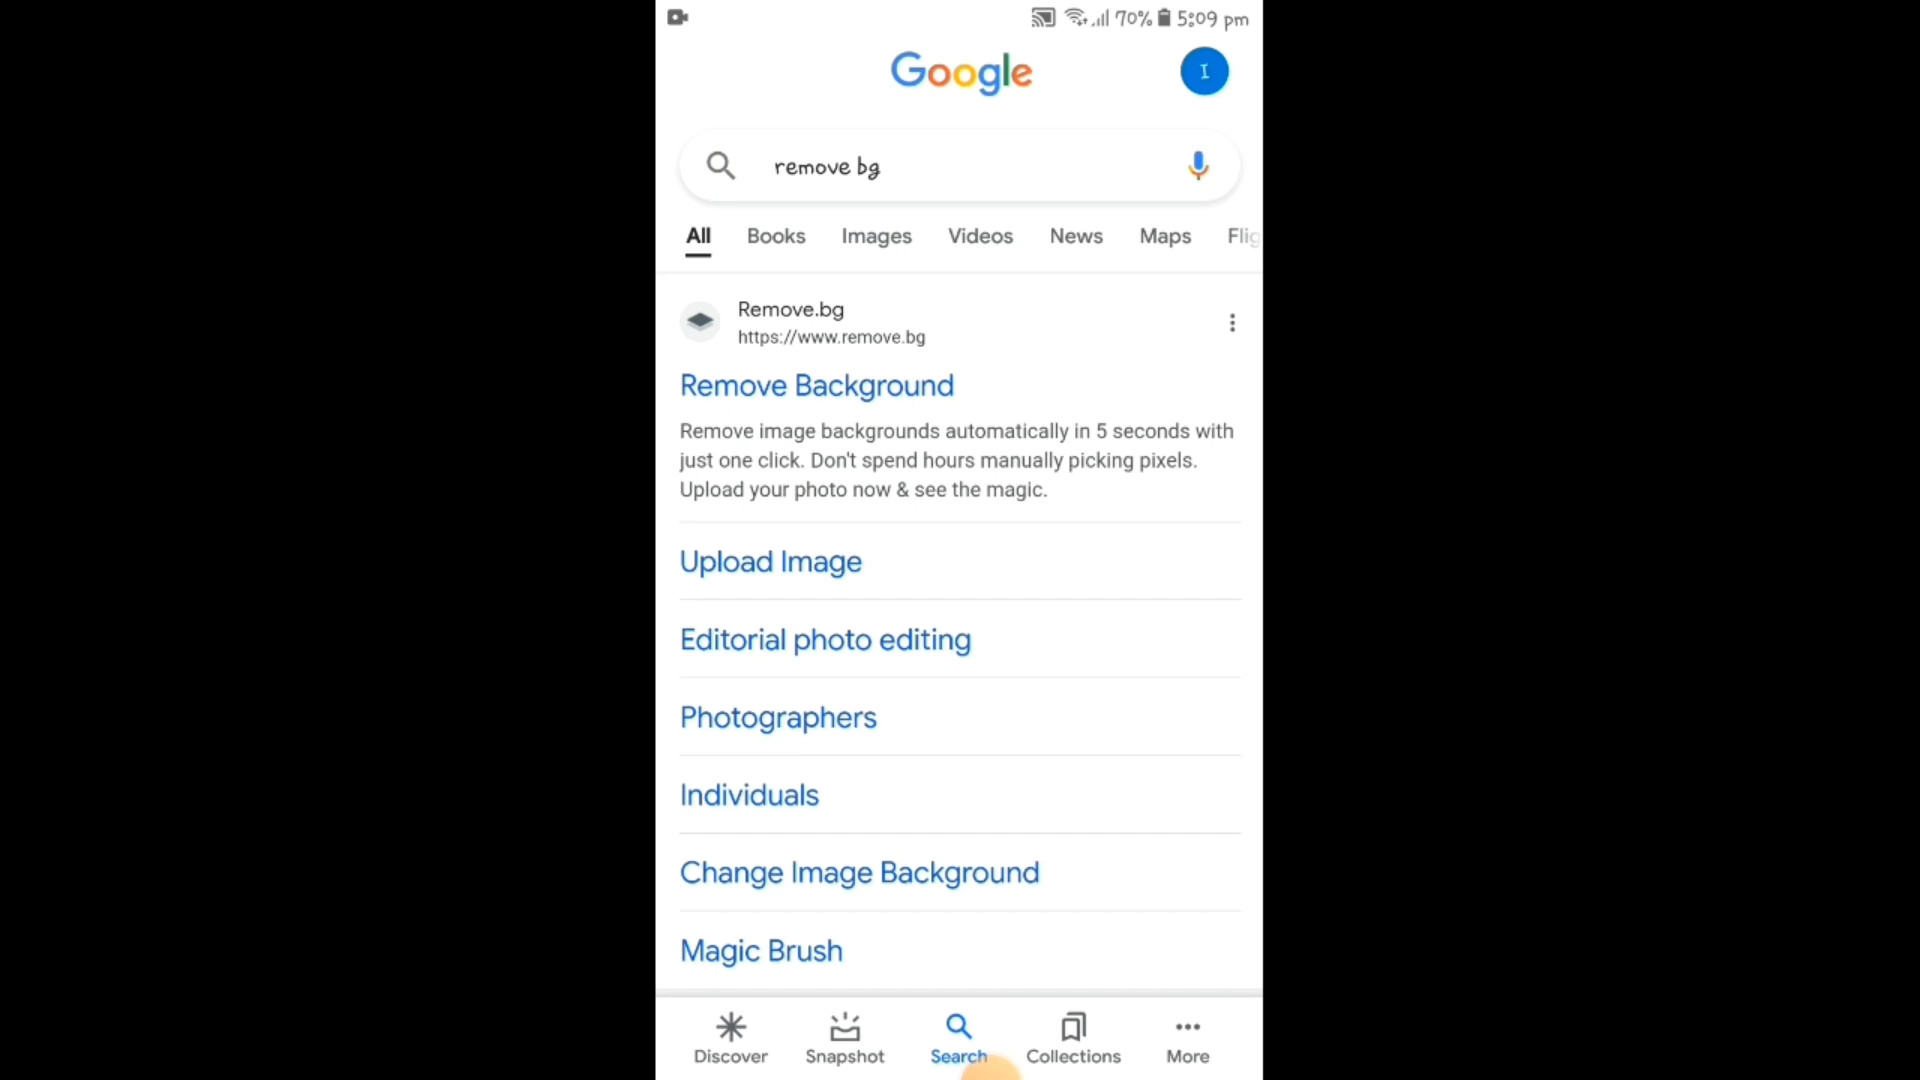 70% 5:09 pm
Google
I
remove bg
All Books Images Videos News Maps Flig
Remove.bg
https://www.remove.bg
Remove Background
Remove image backgrounds automatically in 5 seconds with
just one click. Don't spend hours manually picking pixels.
Upload your photo now & see the magic.
Upload Image
Editorial photo editing
Photographers
Individuals
Change Image Background
Magic Brush
Discover Snapshot Search Collections More